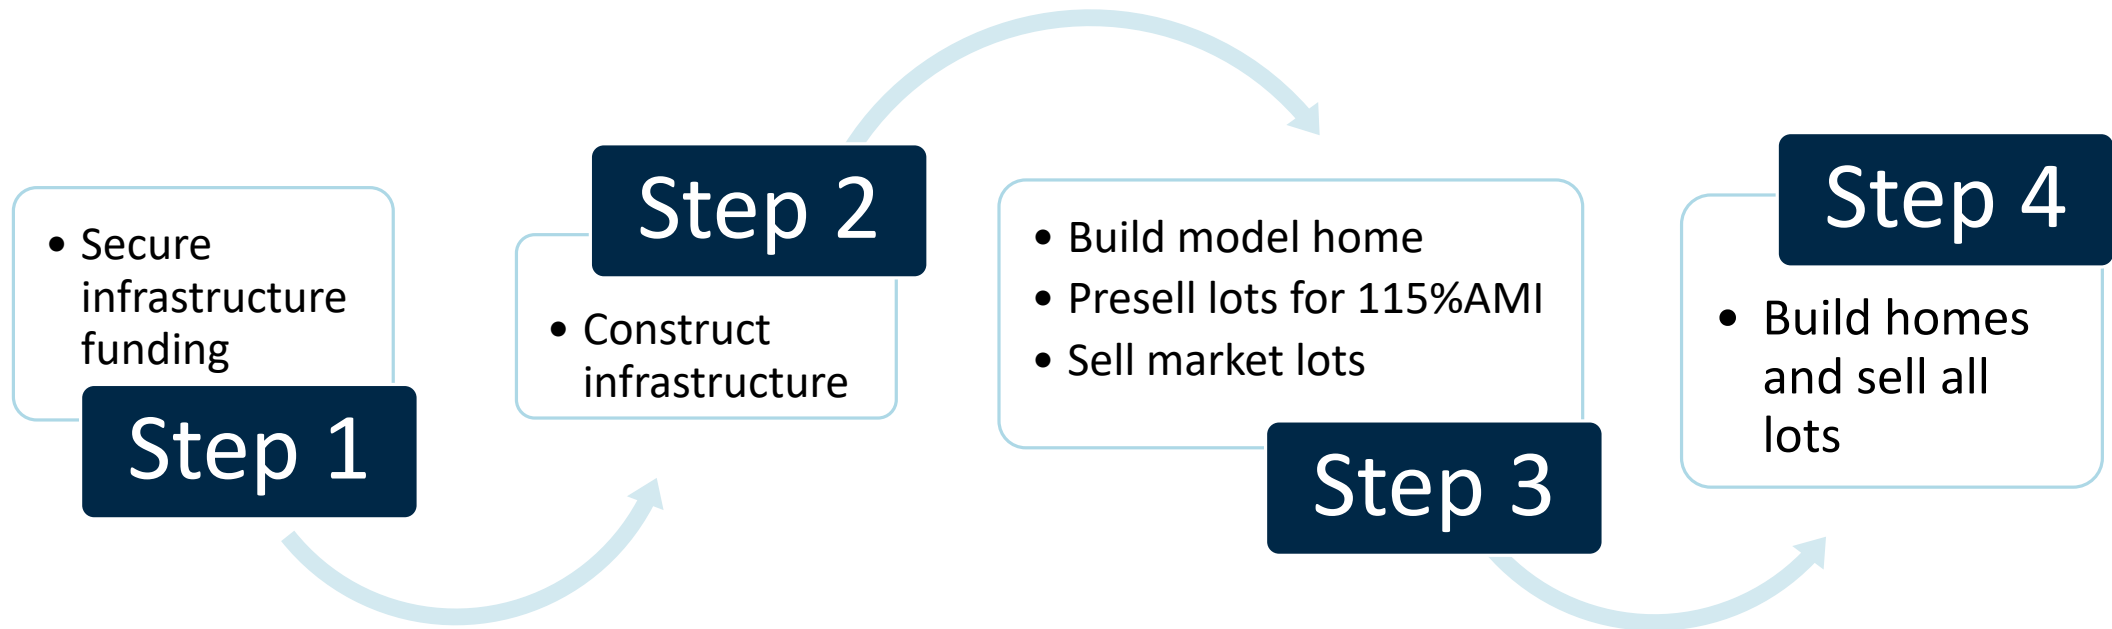 • Secure
infrastructure
funding
Step 1
Step 2
• Construct
infrastructure
• Build model home
• Presell lots for 115%AMI
• Sell market lots
Step 3
Step 4
• Build homes
and sell all
lots